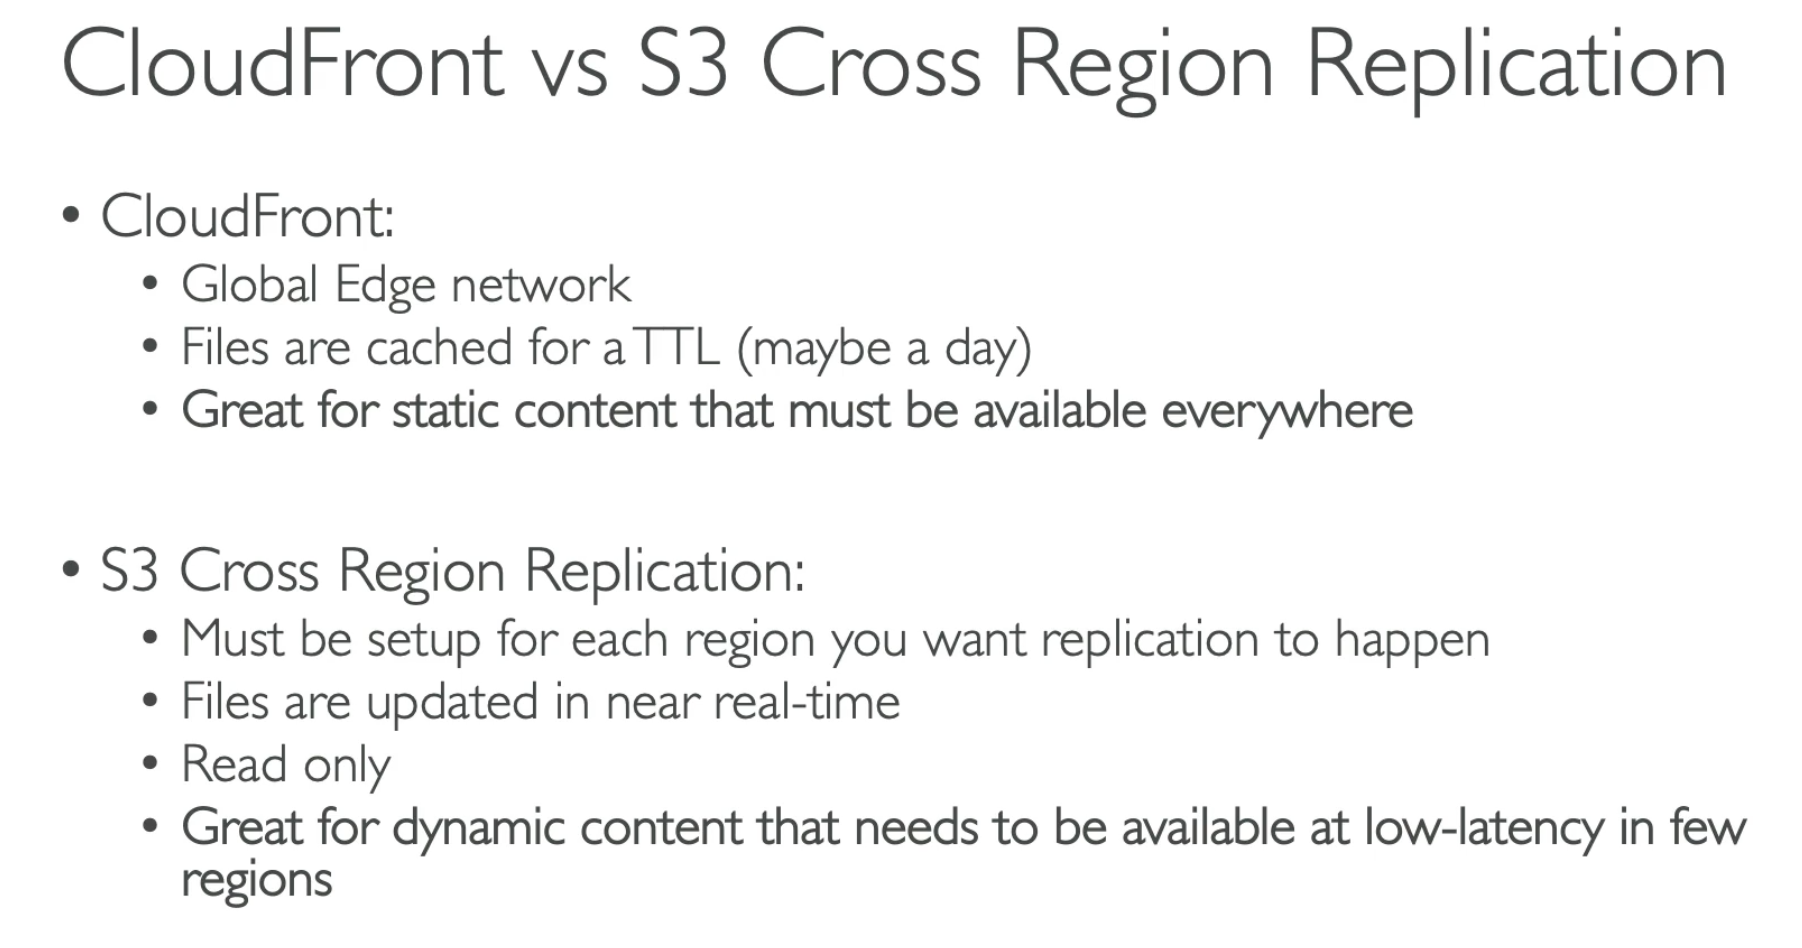 CloudFront vs S3 Cross Region Replication
• CloudFront:
• Global Edge network
• Files are cached for a TTL (maybe a day)
• Great for static content that must be available everywhere
• S3 Cross Region Replication:
• Must be setup for each region you want replication to happen
• Files are updated in near real-time
• Read only
• Great for dynamic content that needs to be available at low-latency in few
regions